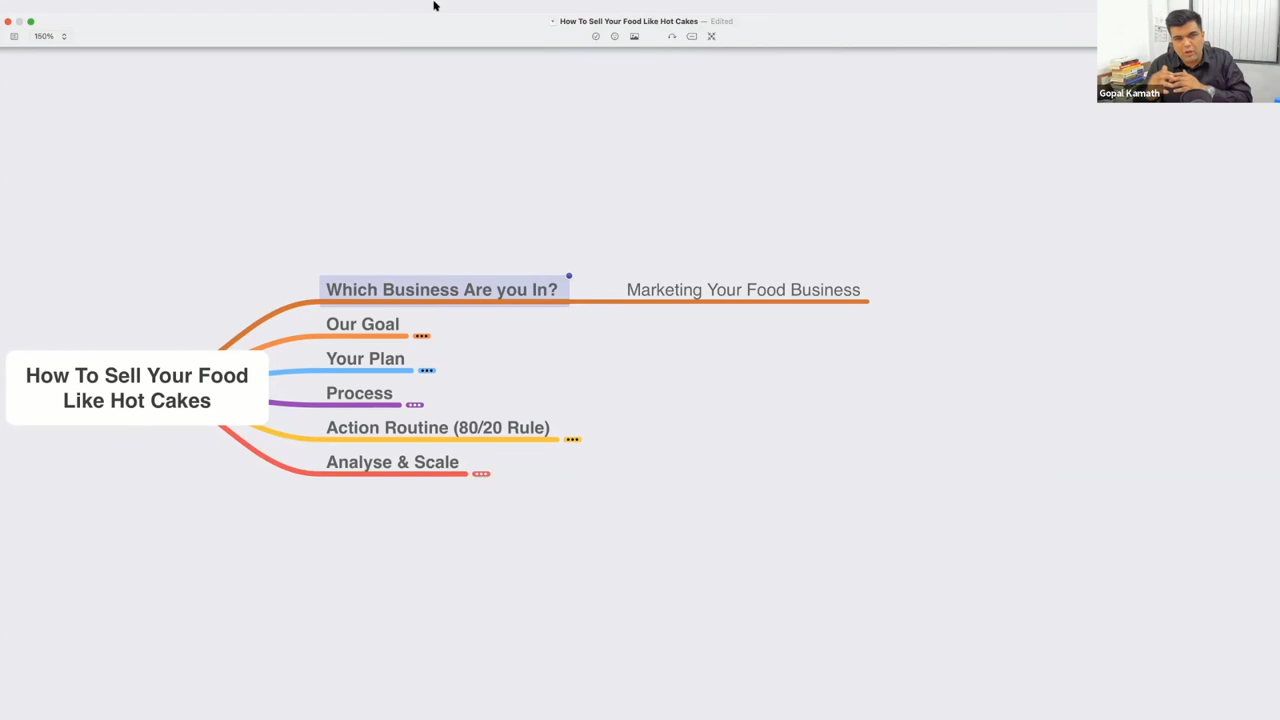 How To Sell Your Food Like Hot Cakes — Edited
150%
Gopal Kamath
Which Business Are you In?
Marketing Your Food Business
Our Goal
Your Plan
How To Sell Your Food
Like Hot Cakes
Process
Action Routine (80/20 Rule)
Analyse & Scale